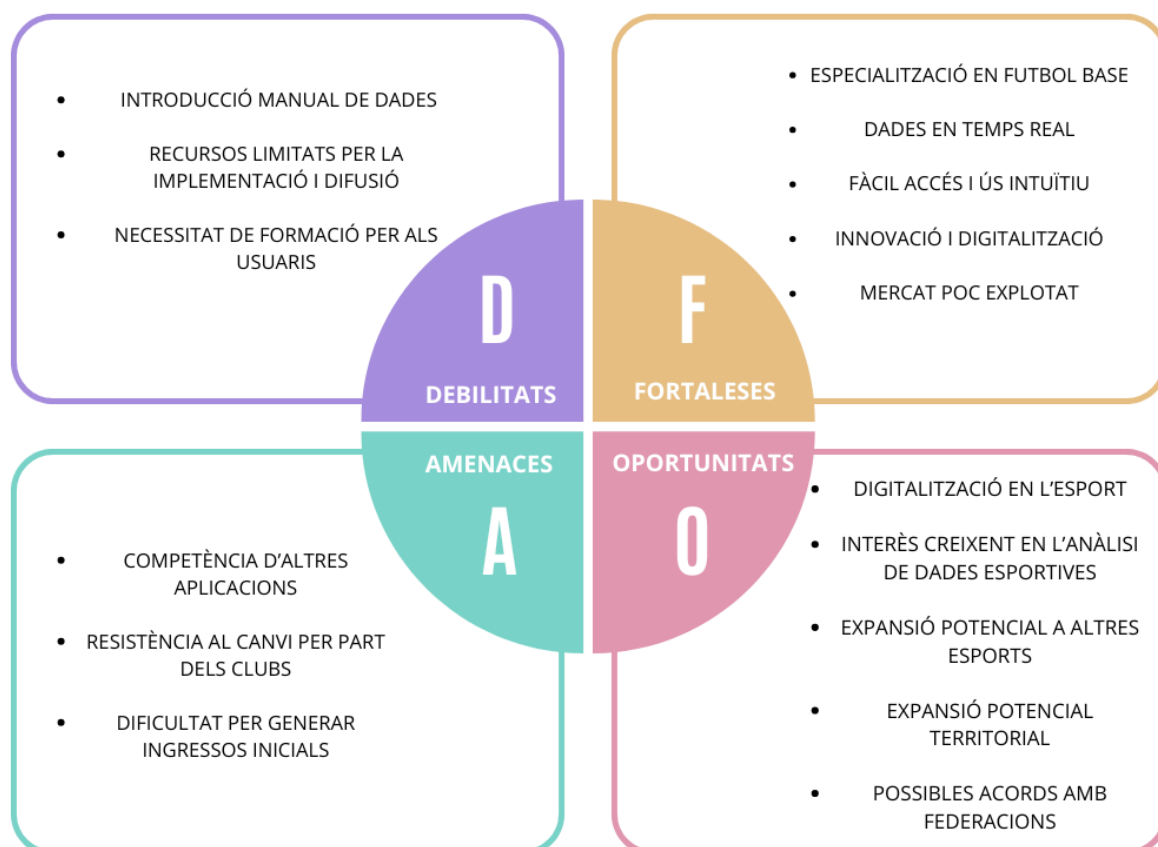 • INTRODUCCIÓ MANUAL DE DADES
• RECURSOS LIMITATS PER LA
IMPLEMENTACIÓ I DIFUSIÓ
• NECESSITAT DE FORMACIÓ PER ALS
USUARIS
D
DEBILITATS
• ESPECIALITZACIÓ EN FUTBOL BASE
• DADES EN TEMPS REAL
• FÀCIL ACCÉS I ÚS INTUÏTIU
• INNOVACIÓ I DIGITALITZACIÓ
• MERCAT POC EXPLOTAT
F
FORTALESES
AMENACES
A
• COMPETÈNCIA D'ALTRES
APLICACIONS
• RESISTÈNCIA AL CANVI PER PART
DELS CLUBS
• DIFICULTAT PER GENERAR
INGRESSOS INICIALS
OPORTUNITATS
O
• DIGITALITZACIÓ EN L'ESPORT
• INTERÈS CREIXENT EN L'ANÀLISI
DE DADES ESPORTIVES
• EXPANSIÓ POTENCIAL A ALTRES
ESPORTS
• EXPANSIÓ POTENCIAL
TERRITORIAL
• POSSIBLES ACORDS AMB
FEDERACIONS